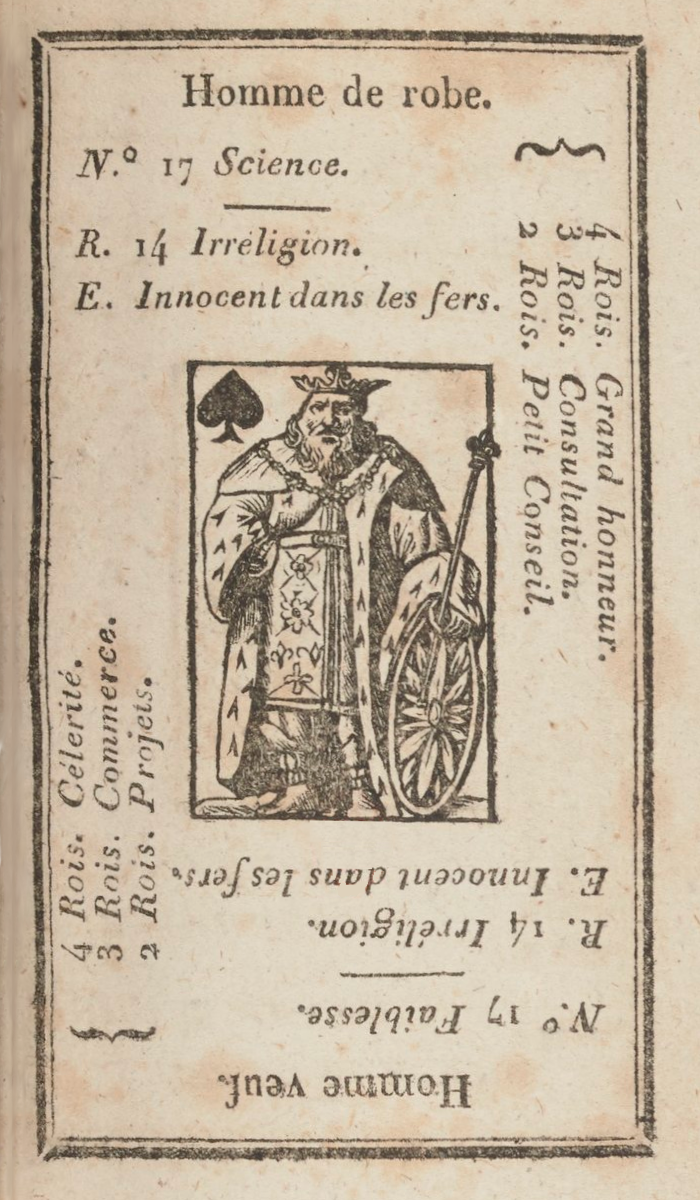 Homme de robe.
N.º 17 Science.
R. 14 Irréligion.
E. Innocent dans les fers.
4 Rois. Grand honneur.
3 Rois. Consultation.
2 Rois. Petit Conseil.
4 Rois. Célerité.
3 Rois. Commerce.
2 Rois. Projets.
Homme veuf.
N.º 17 Faiblesse.
R. 14 Irréligion.
E. Innocent dans les fers.